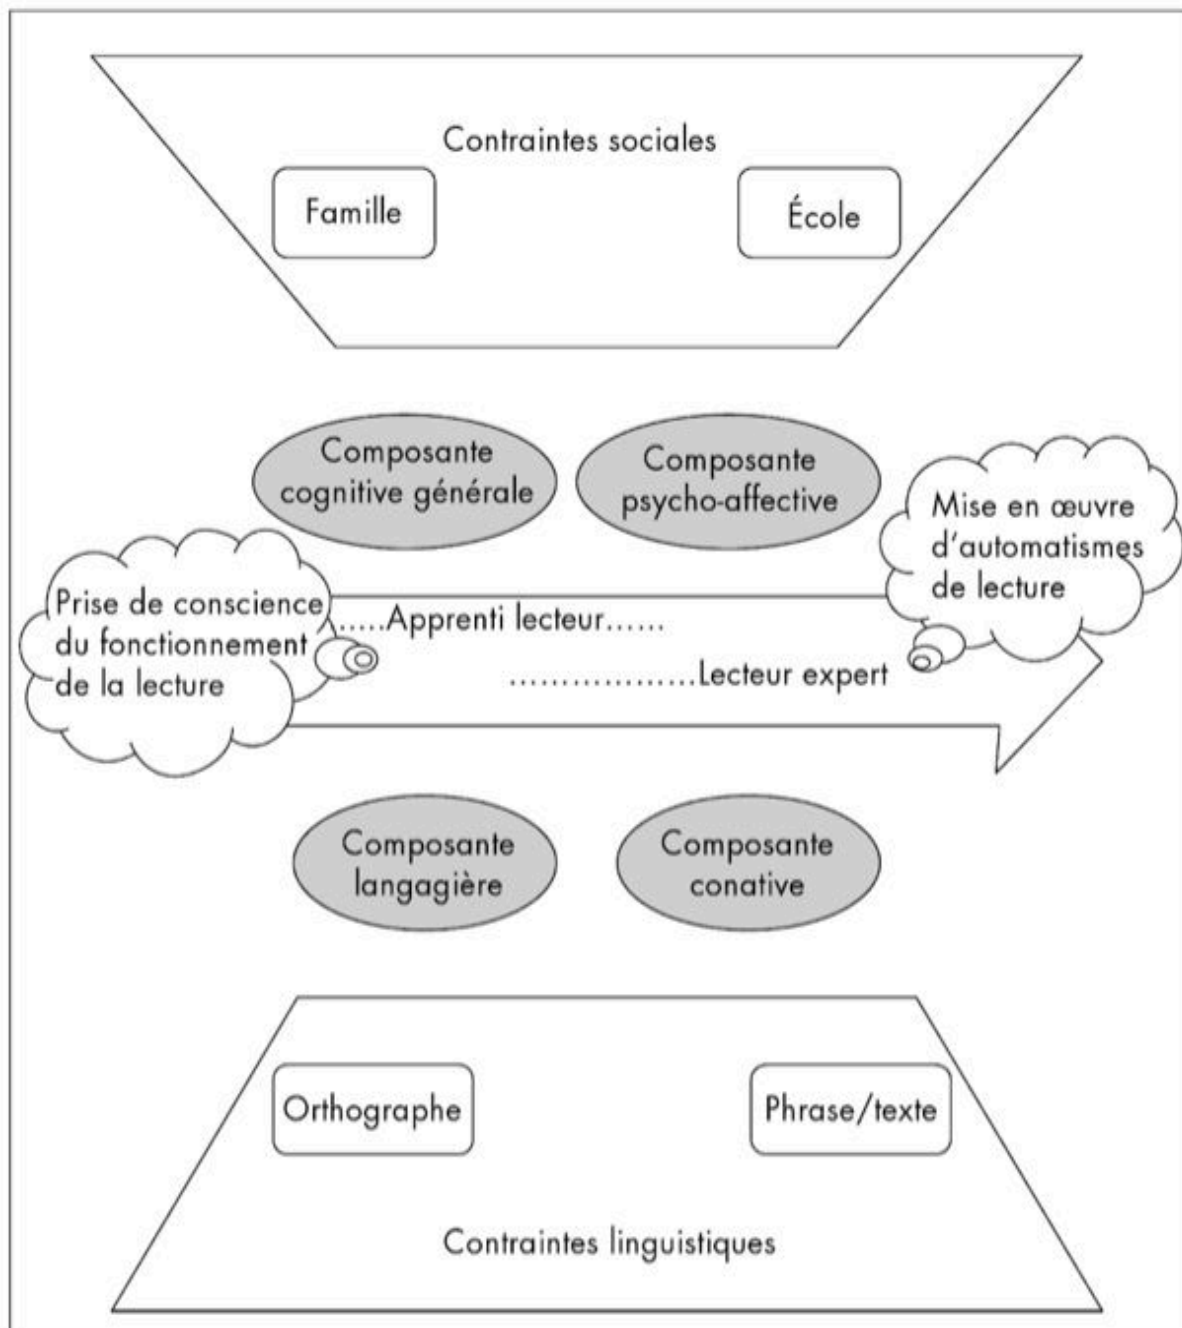 Contraintes sociales
Famille
École
Composante
cognitive générale
Composante
psycho-affective
Mise en œuvre
d'automatismes
de lecture
Prise de conscience
du fonctionnement
de la lecture
.....Apprenti lecteur......
...................Lecteur expert
Composante
langagière
Composante
conative
Orthographe
Phrase/texte
Contraintes linguistiques